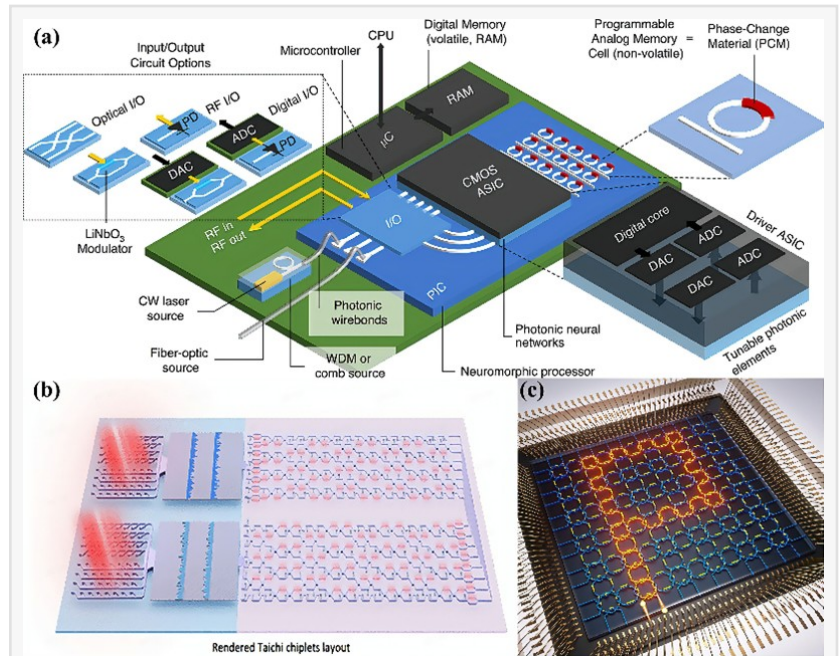 (a)
Input/Output
Circuit Options
Optical I/O
RF I/O
Digital I/O
PD
ADC
PD
DAC
LiNbO3
Modulator
Microcontroller
CPU
Digital Memory
(volatile, RAM)
μC
RAM
Programmable
Analog Memory =
Cell (non-volatile)
Phase-Change
Material (PCM)
CMOS
ASIC
RF in
RF out
I/O
PIC
Digital core
Driver ASIC
ADC
DAC
ADC
DAC
Tunable photonic
elements
CW laser
source
Photonic
wirebonds
Fiber-optic
source
WDM or
comb source
Photonic neural
networks
Neuromorphic processor
(b)
Rendered Taichi chiplets layout
(c)